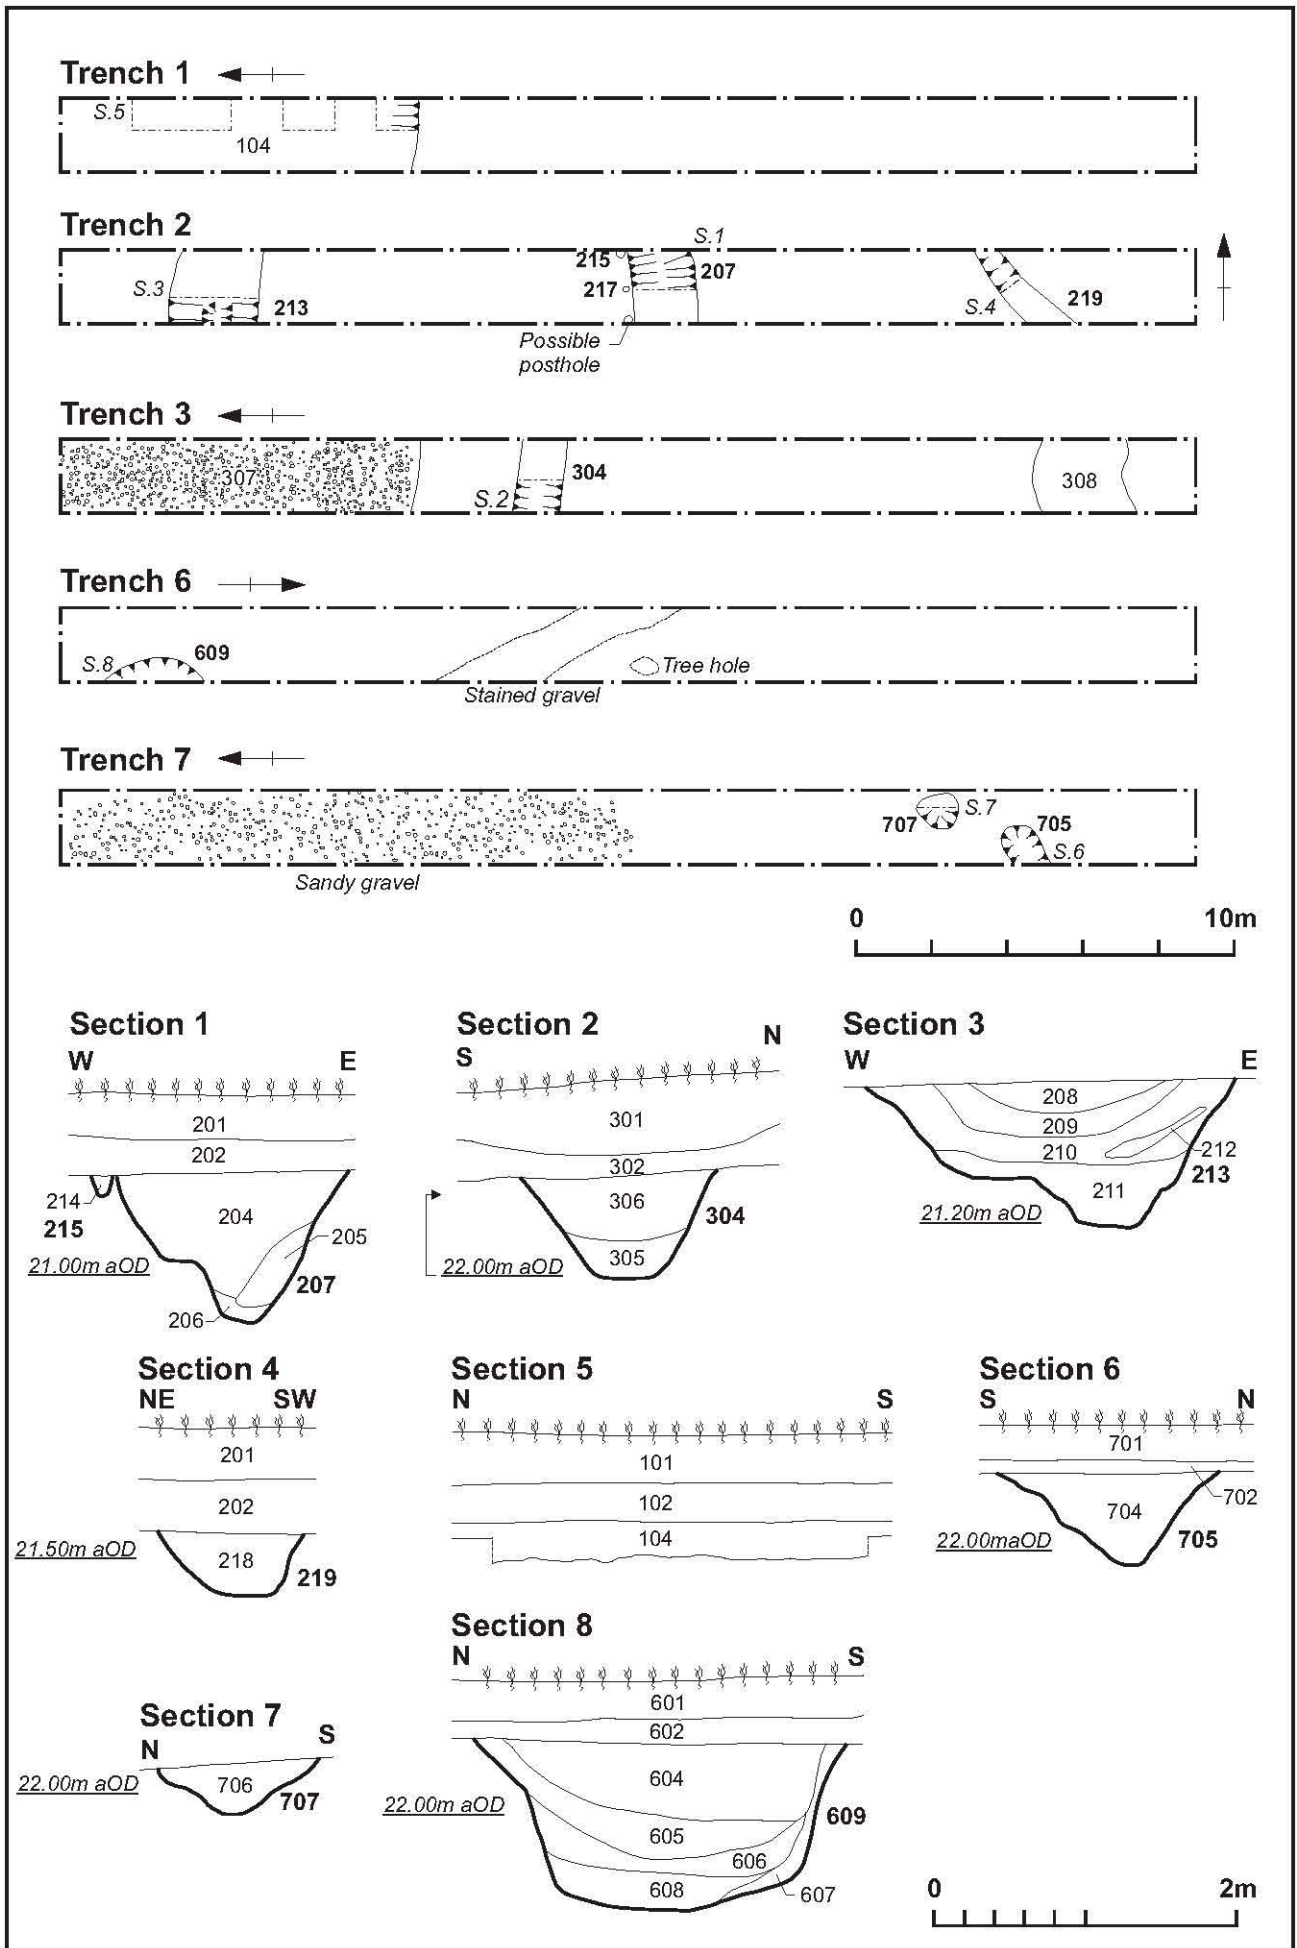 Trench 1
S.5
104
Trench 2
S.1
215
207
217
S.3
213
S.4
219
Possible
posthole
Trench 3
307
304
S.2
308
Trench 6
609
S.8
Tree hole
Stained gravel
Trench 7
S.7
707
705
S.6
Sandy gravel
0 10m
Section 1
W E
201
202
214
215
204
205
21.00m aOD
207
206
Section 2
S N
301
302
306
304
305
22.00m aOD
Section 3
W E
208
209
210
212
213
211
21.20m aOD
Section 4
NE SW
201
202
21.50m aOD
218
219
Section 5
N S
101
102
104
Section 6
S N
701
702
704
22.00maOD
705
Section 7
N S
22.00m aOD
706
707
Section 8
N S
601
602
604
22.00m aOD
609
605
606
608
607
0 2m